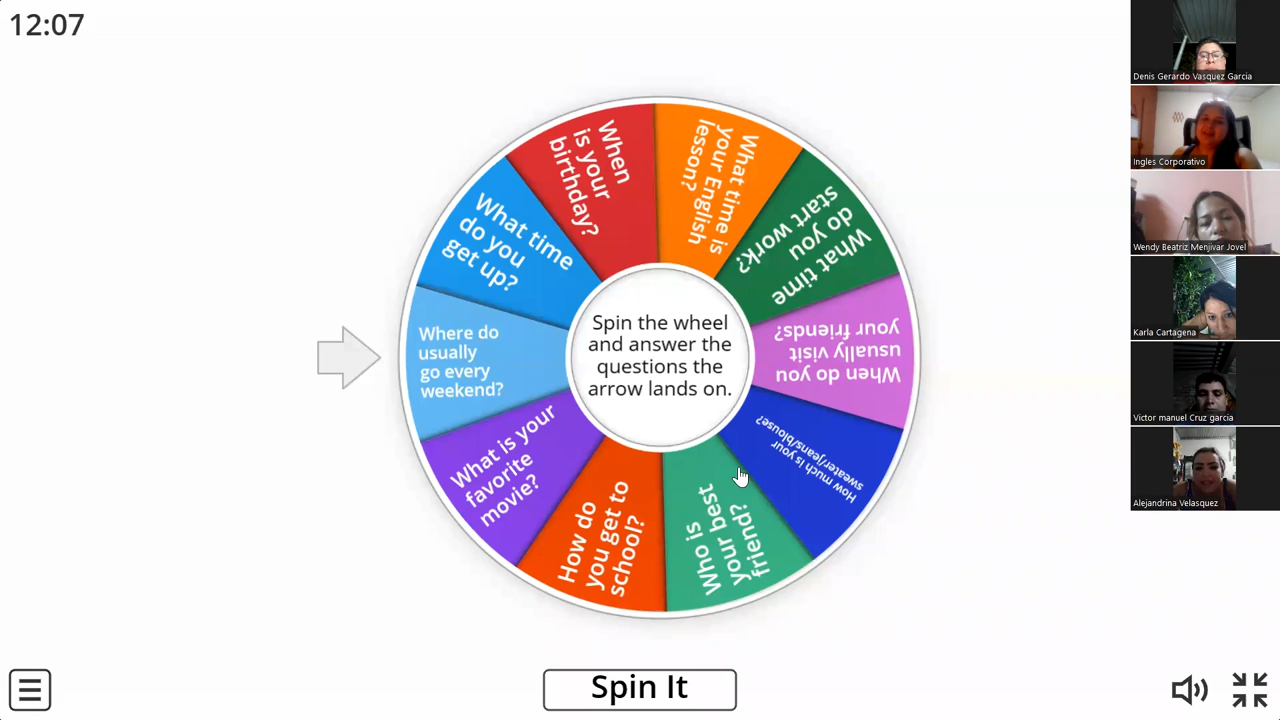 12:07
When
is your
birthday?
What time is
your English
lesson?
What time
do you
start work?
When do you
usually visit
your friends?
How much is your
sweater/jeans/blouse?
Who is
your best
friend?
How do
you get to
school?
What is your
favorite
movie?
Where do
usually
go every
weekend?
What time
do you
get up?
Spin the wheel
and answer the
questions the
arrow lands on.
Spin It
Denis Gerardo Vasquez Garcia
Ingles Corporativo
Wendy Beatriz Menjivar Jovel
Karla Cartagena
Victor manuel Cruz garcia
Alejandrina Velasquez